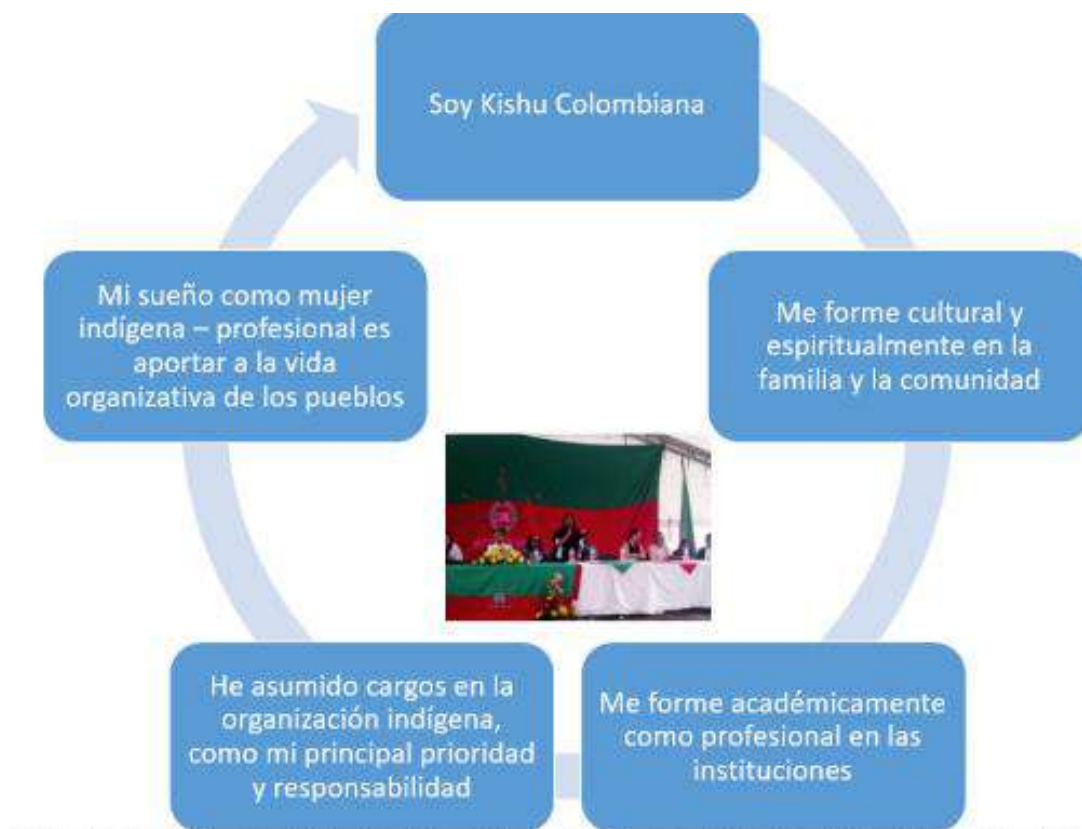 Soy Kishu Colombiana
Me forme cultural y
espiritualmente en la
familia y la comunidad
Me forme académicamente
como profesional en las
instituciones
He asumido cargos en la
organización indígena,
como mi principal prioridad
y responsabilidad
Mi sueño como mujer
indígena – profesional es
aportar a la vida
organizativa de los pueblos